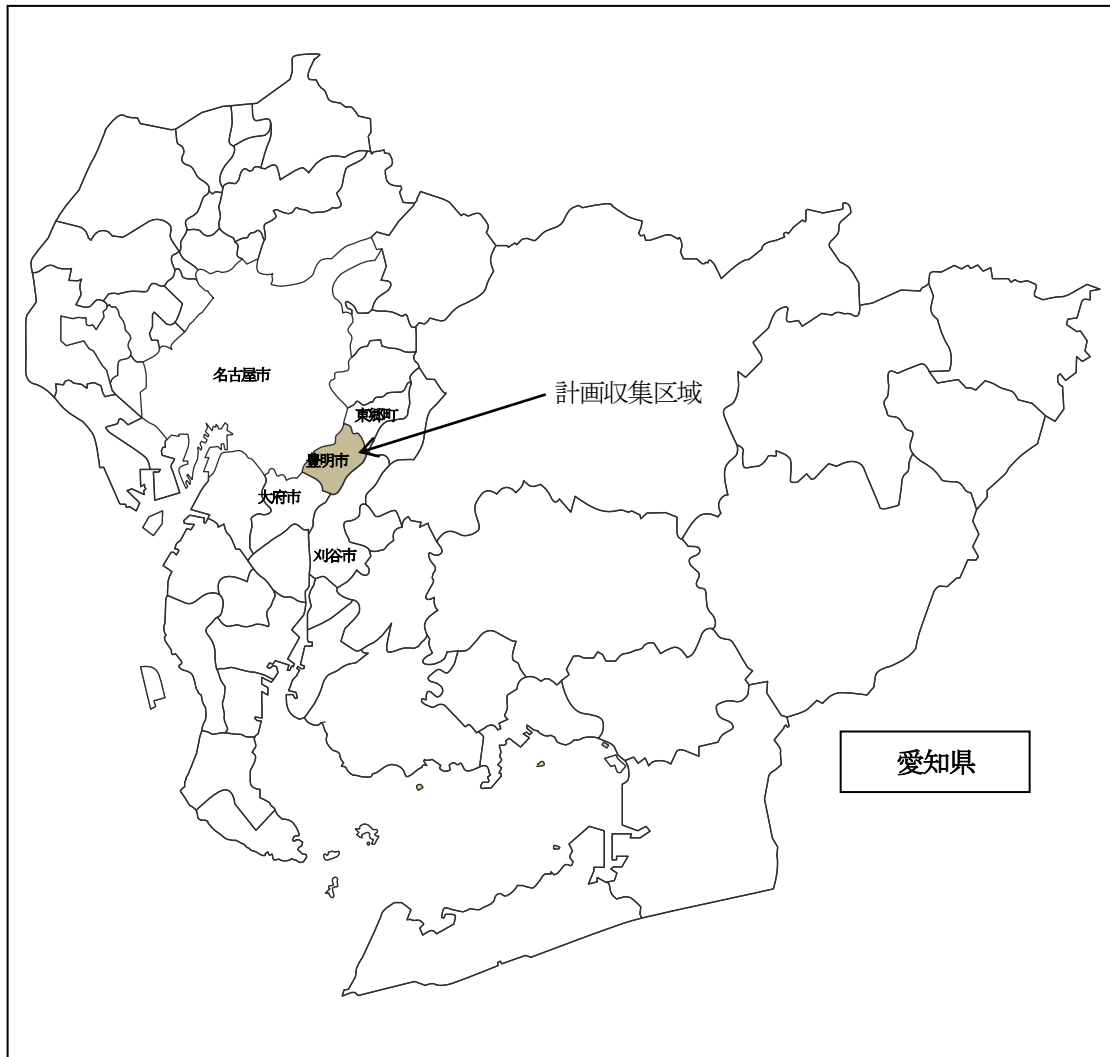 名古屋市
計画収集区域
東郷町
豊明市
大府市
刈谷市
愛知県